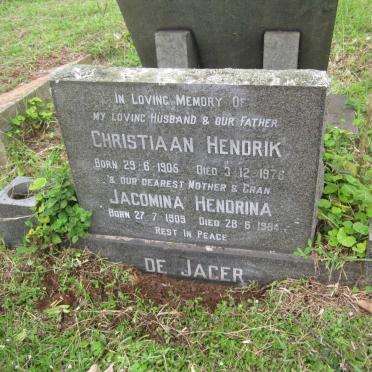 In Loving Memory Of
My Loving Husband & Our Father
Christiaan Hendrik
Born 29-6-1905 Died 3-12-1976
& Our Dearest Mother & Gran
Jacomina Hendrina
Born 27-7-1909 Died 28-6-1984
Rest In Peace
De Jager